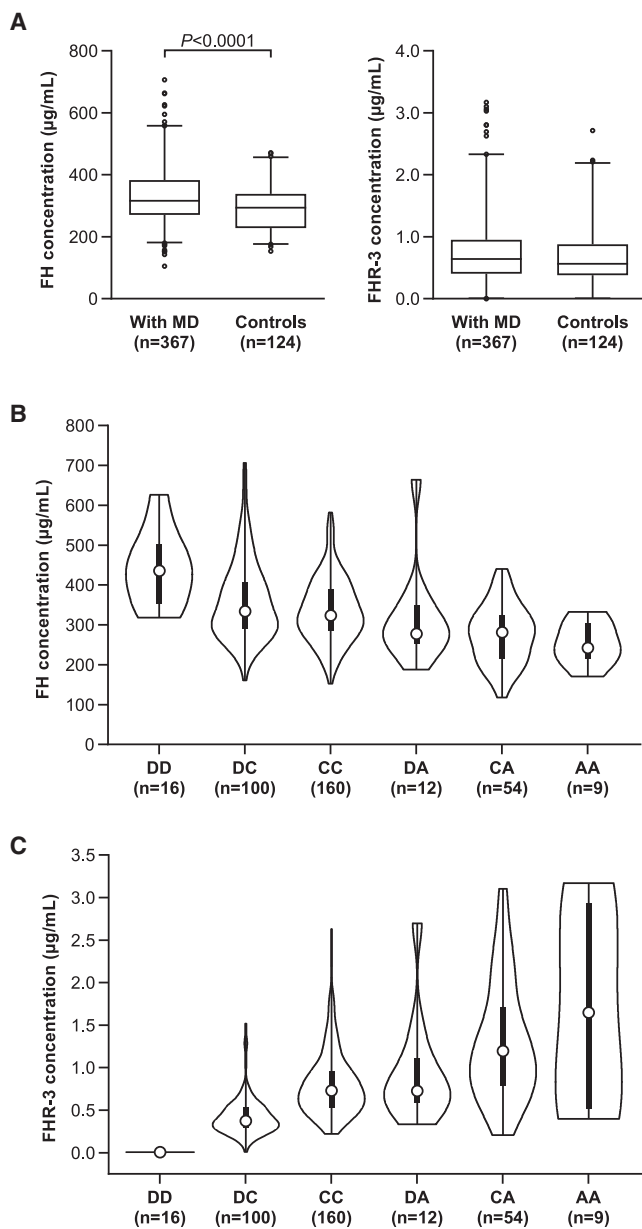 A
P<0.0001
FH concentration (µg/mL)
800
600
400
200
0
With MD
(n=367)
Controls
(n=124)
FHR-3 concentration (µg/mL)
4.0
3.0
2.0
1.0
0.0
With MD
(n=367)
Controls
(n=124)
B
FH concentration (µg/mL)
800
700
600
500
400
300
200
100
0
DD
(n=16)
DC
(n=100)
CC
(160)
DA
(n=12)
CA
(n=54)
AA
(n=9)
C
FHR-3 concentration (µg/mL)
3.5
3.0
2.5
2.0
1.5
1.0
0.5
0.0
DD
(n=16)
DC
(n=100)
CC
(160)
DA
(n=12)
CA
(n=54)
AA
(n=9)